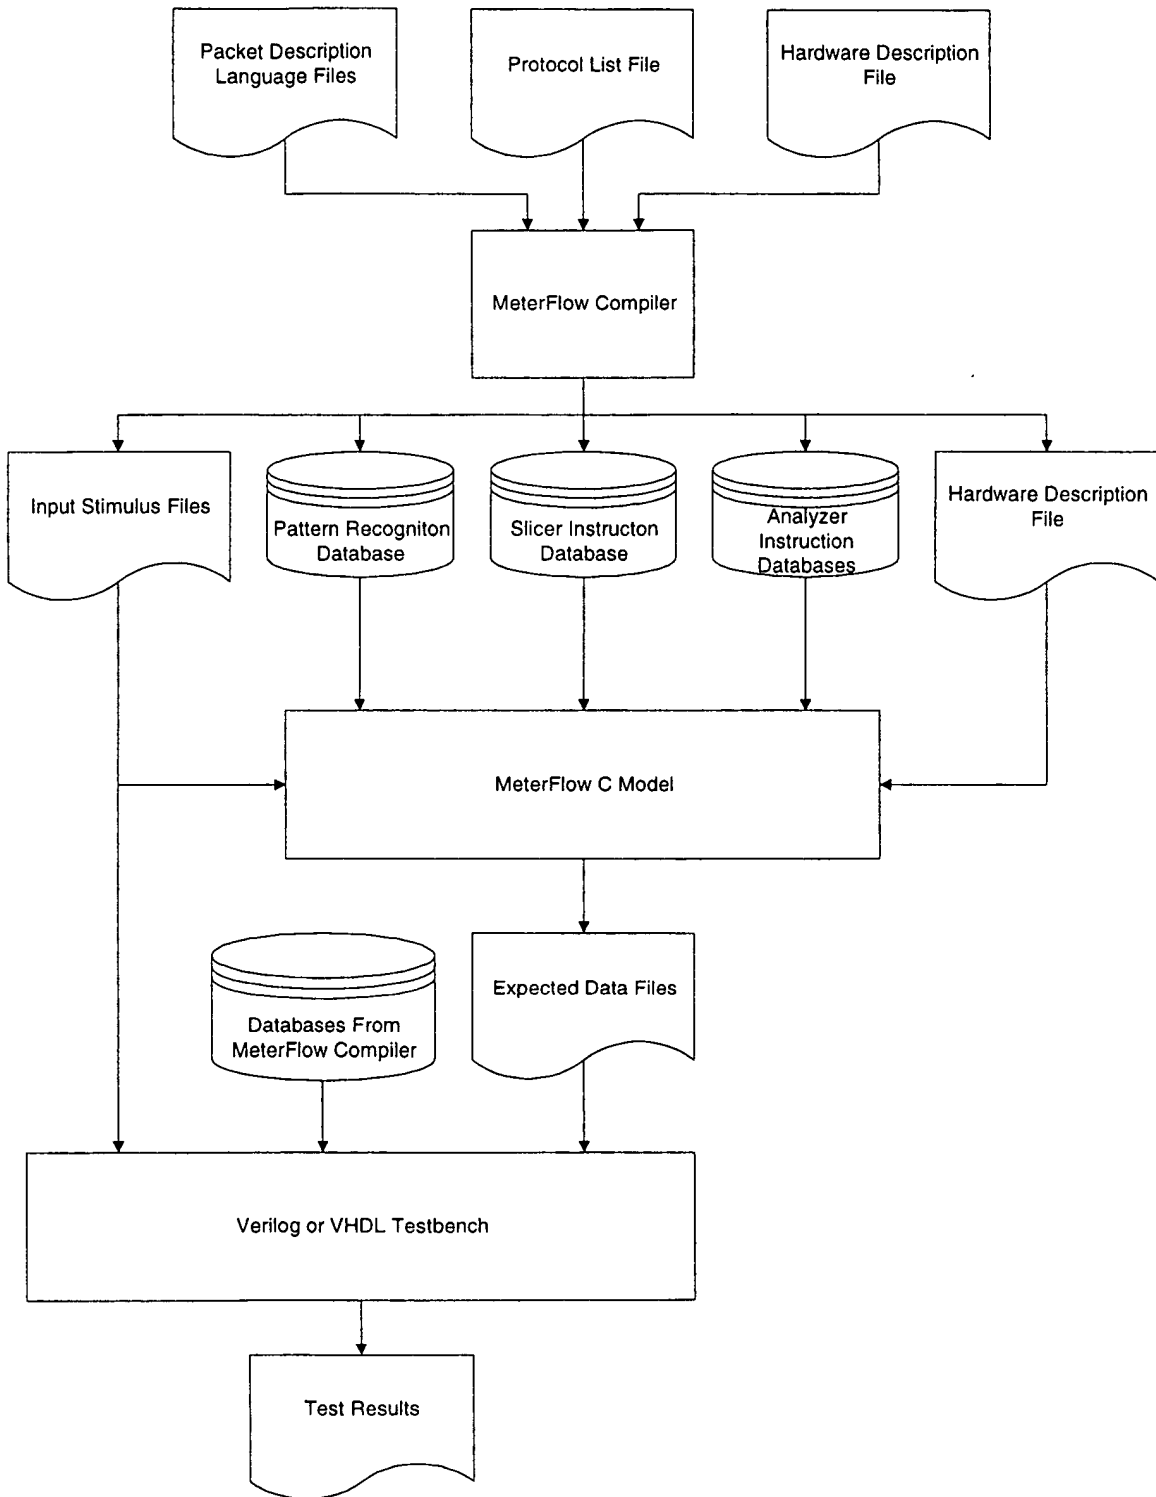 Packet Description
Language Files
Protocol List File
Hardware Description
File
MeterFlow Compiler
Input Stimulus Files
Pattern Recogniton
Database
Slicer Instructon
Database
Analyzer
Instruction
Databases
Hardware Description
File
MeterFlow C Model
Databases From
MeterFlow Compiler
Expected Data Files
Verilog or VHDL Testbench
Test Results